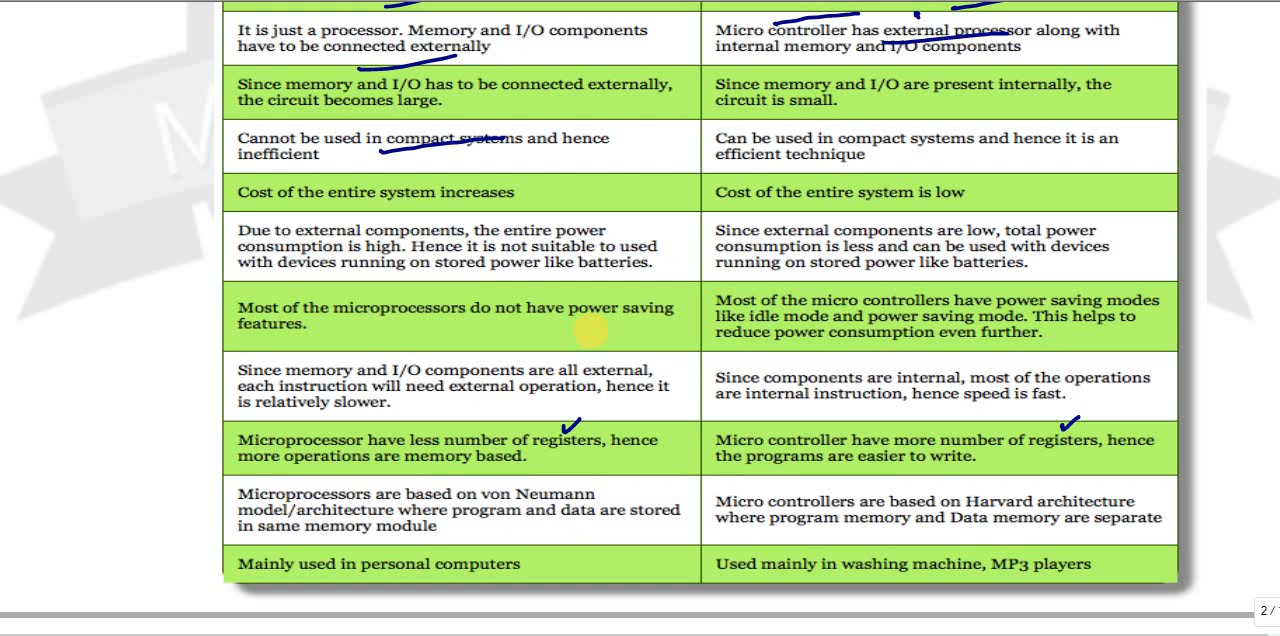 It is just a processor. Memory and I/O components
have to be connected externally
Micro controller has external processor along with
internal memory and I/O components
Since memory and I/O has to be connected externally,
the circuit becomes large.
Since memory and I/O are present internally, the
circuit is small.
Cannot be used in compact systems and hence
inefficient
Can be used in compact systems and hence it is an
efficient technique
Cost of the entire system increases
Cost of the entire system is low
Due to external components, the entire power
consumption is high. Hence it is not suitable to used
with devices running on stored power like batteries.
Since external components are low, total power
consumption is less and can be used with devices
running on stored power like batteries.
Most of the microprocessors do not have power saving
features.
Most of the micro controllers have power saving modes
like idle mode and power saving mode. This helps to
reduce power consumption even further.
Since memory and I/O components are all external,
each instruction will need external operation, hence it
is relatively slower.
Since components are internal, most of the operations
are internal instruction, hence speed is fast.
Microprocessor have less number of registers, hence
more operations are memory based.
Micro controller have more number of registers, hence
the programs are easier to write.
Microprocessors are based on von Neumann
model/architecture where program and data are stored
in same memory module
Micro controllers are based on Harvard architecture
where program memory and Data memory are separate
Mainly used in personal computers
Used mainly in washing machine, MP3 players
2 /